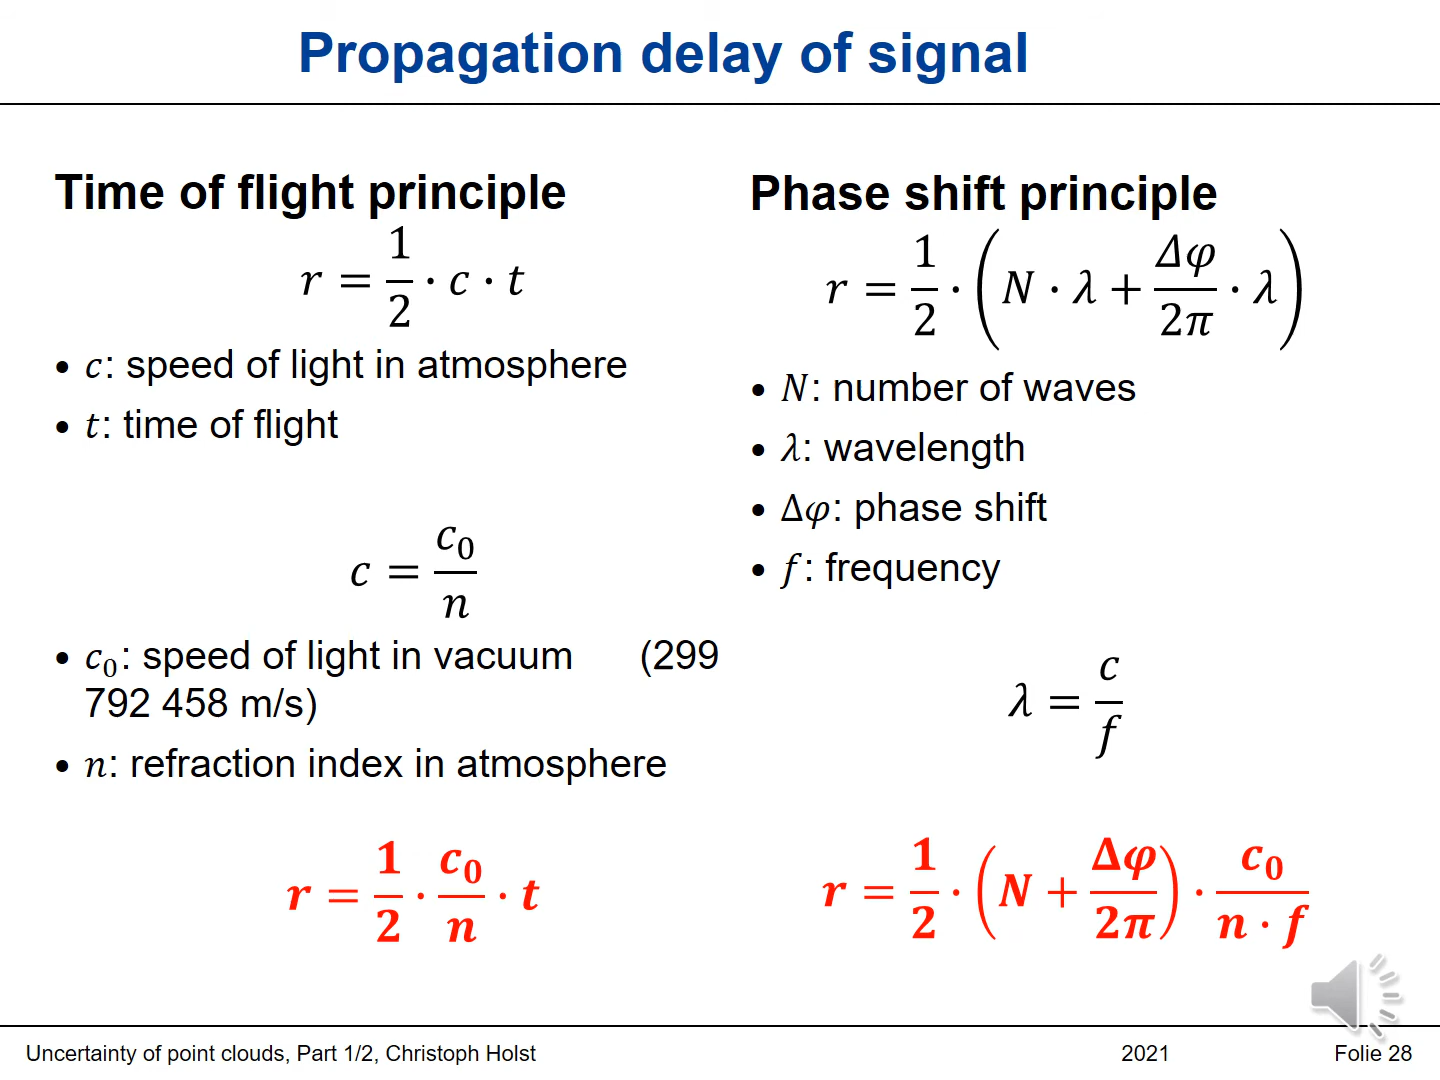 Propagation delay of signal
Time of flight principle
r = 1/2 · c · t
• c: speed of light in atmosphere
• t: time of flight
c = c₀/n
• c₀: speed of light in vacuum (299
792 458 m/s)
• n: refraction index in atmosphere
r = 1/2 · c₀/n · t
Phase shift principle
r = 1/2 · (N · λ + Δφ/2π · λ)
• N: number of waves
• λ: wavelength
• Δφ: phase shift
• f: frequency
λ = c/f
r = 1/2 · (N + Δφ/2π) · c₀/(n · f)
Uncertainty of point clouds, Part 1/2, Christoph Holst
2021
Folie 28